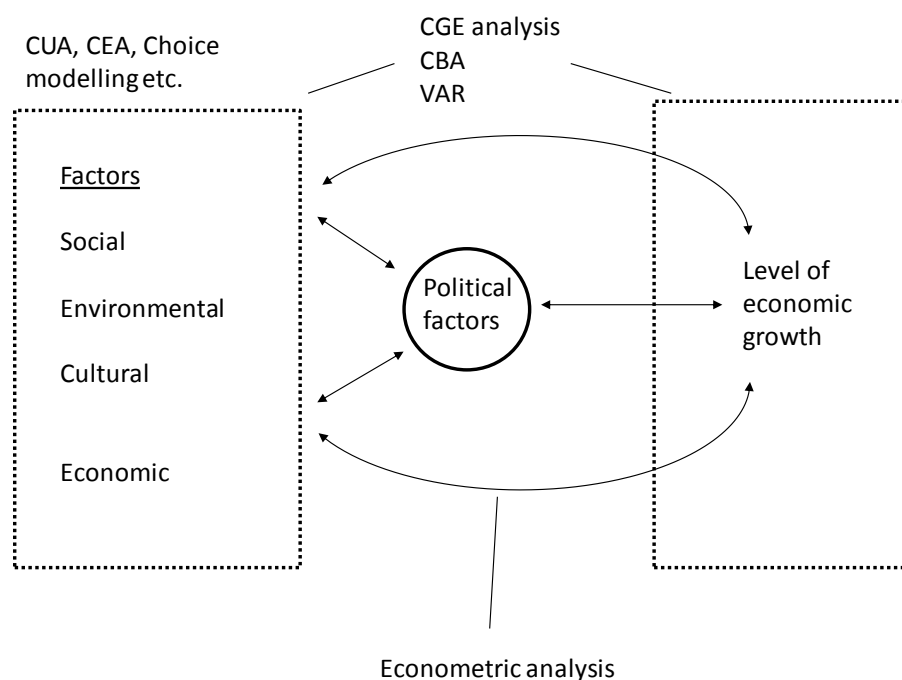 CUA, CEA, Choice
modelling etc.
CGE analysis
CBA
VAR
Factors
Social
Environmental
Cultural
Economic
Political
factors
Level of
economic
growth
Econometric analysis